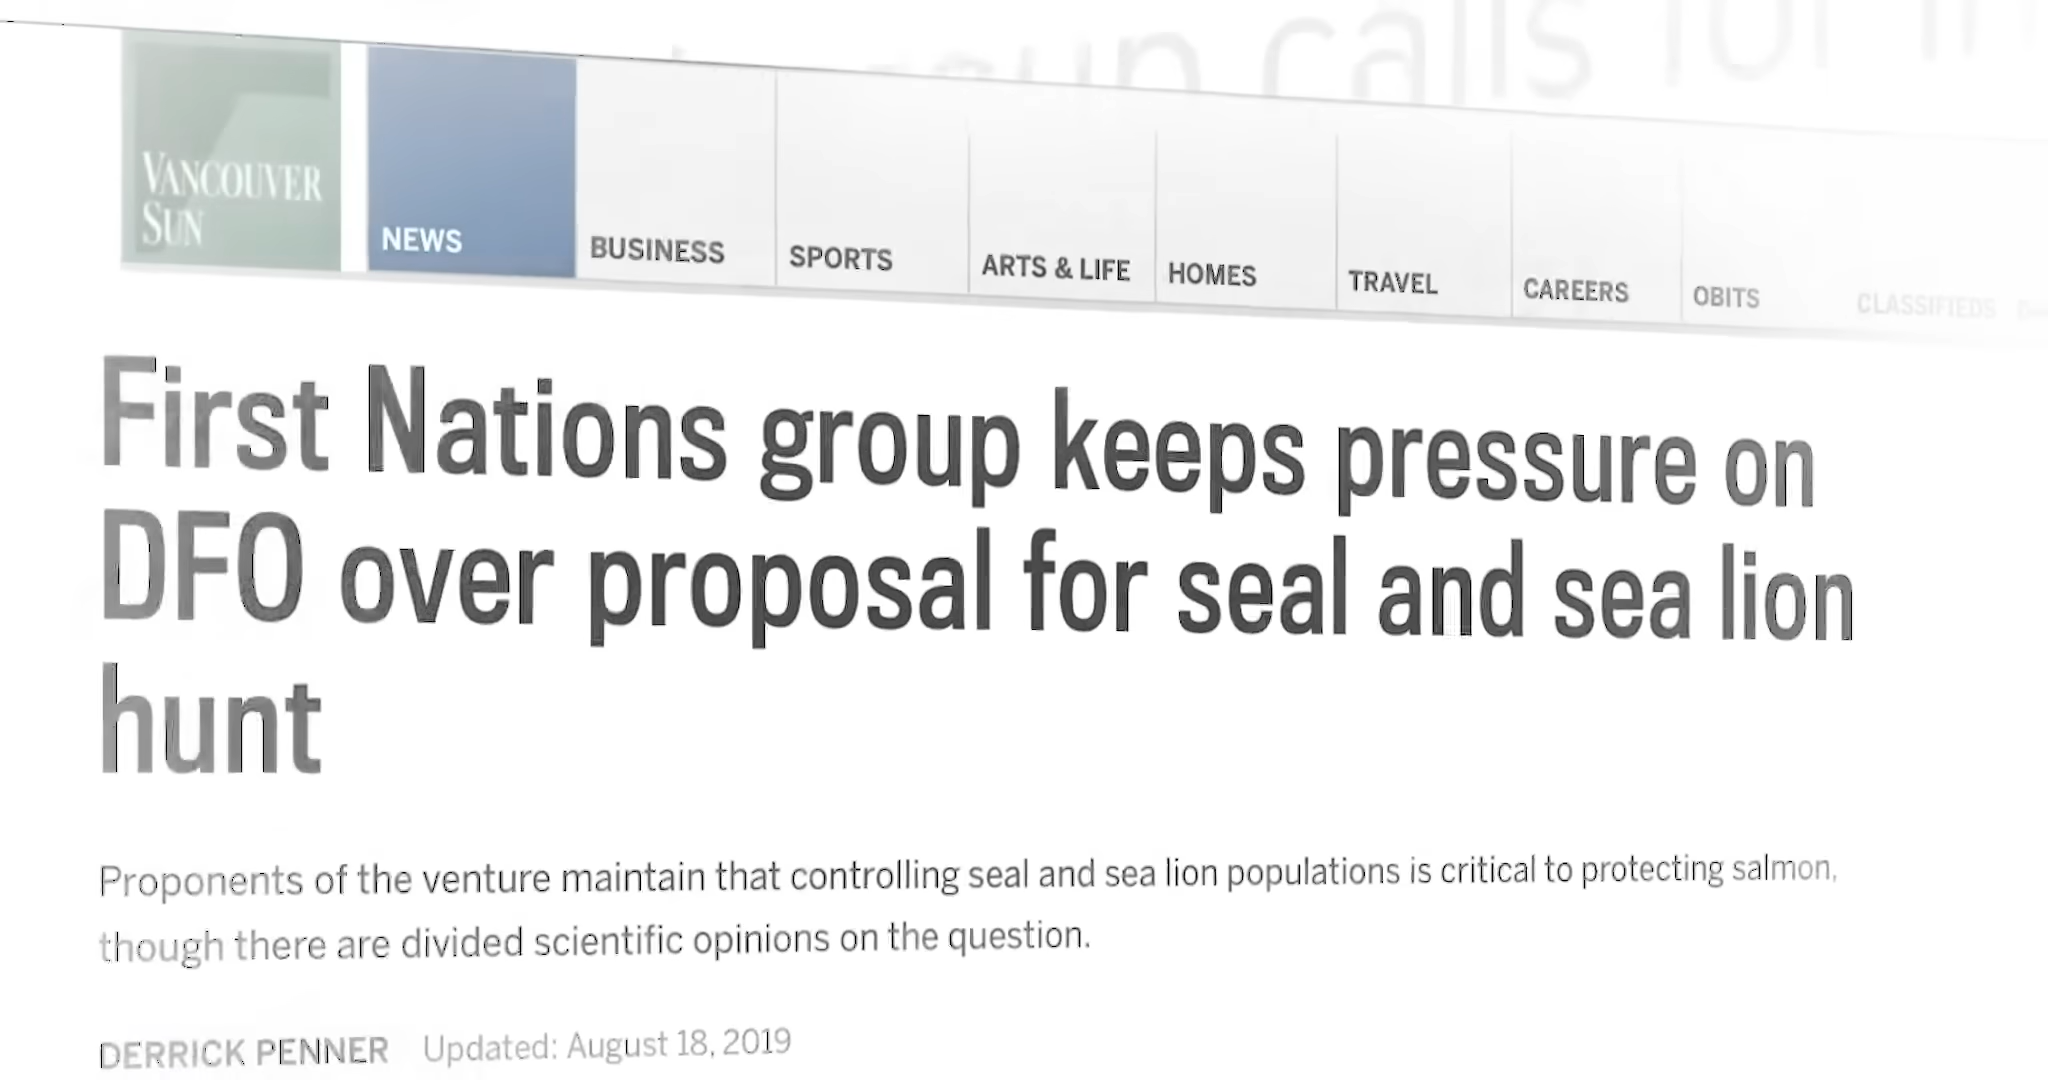 calls for
VANCOUVER
SUN
NEWS
BUSINESS
SPORTS
ARTS & LIFE
HOMES
TRAVEL
CAREERS
OBITS
CLASSIFIEDS
First Nations group keeps pressure on
DFO over proposal for seal and sea lion
hunt
Proponents of the venture maintain that controlling seal and sea lion populations is critical to protecting salmon,
though there are divided scientific opinions on the question.
DERRICK PENNER Updated: August 18, 2019